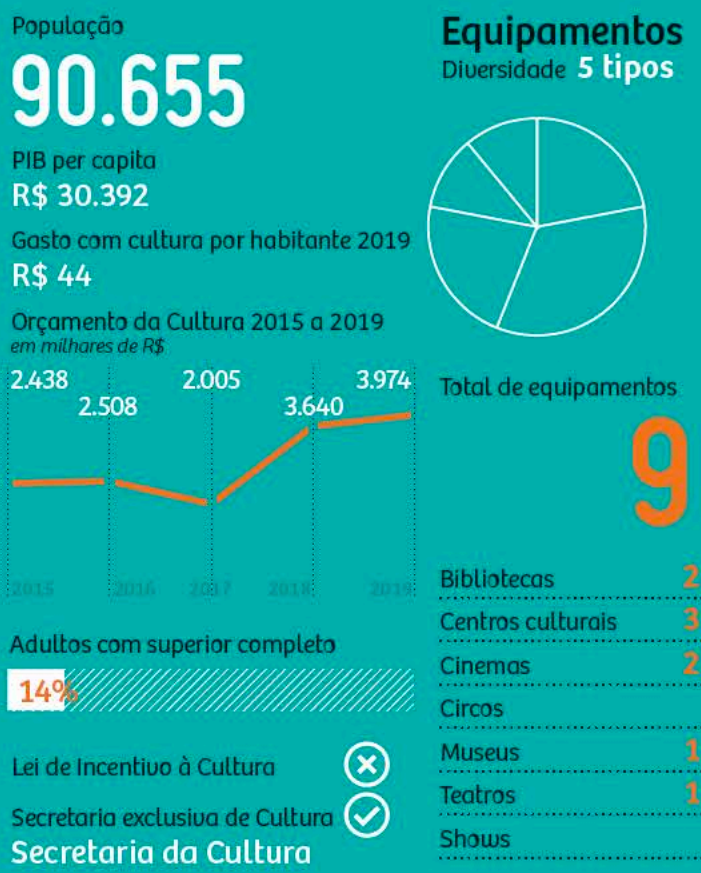 População
90.655
PIB per capita
R$ 30.392
Gasto com cultura por habitante 2019
R$ 44
Orçamento da Cultura 2015 a 2019
em milhares de R$
2.438
2.508
2.005
3.640
3.974
2015
2016
2017
2018
2019
Adultos com superior completo
14%
Lei de Incentivo à Cultura
Secretaria exclusiva de Cultura
Secretaria da Cultura
Equipamentos
Diversidade 5 tipos
Total de equipamentos
9
Bibliotecas 2
Centros culturais 3
Cinemas 2
Circos
Museus 1
Teatros 1
Shows